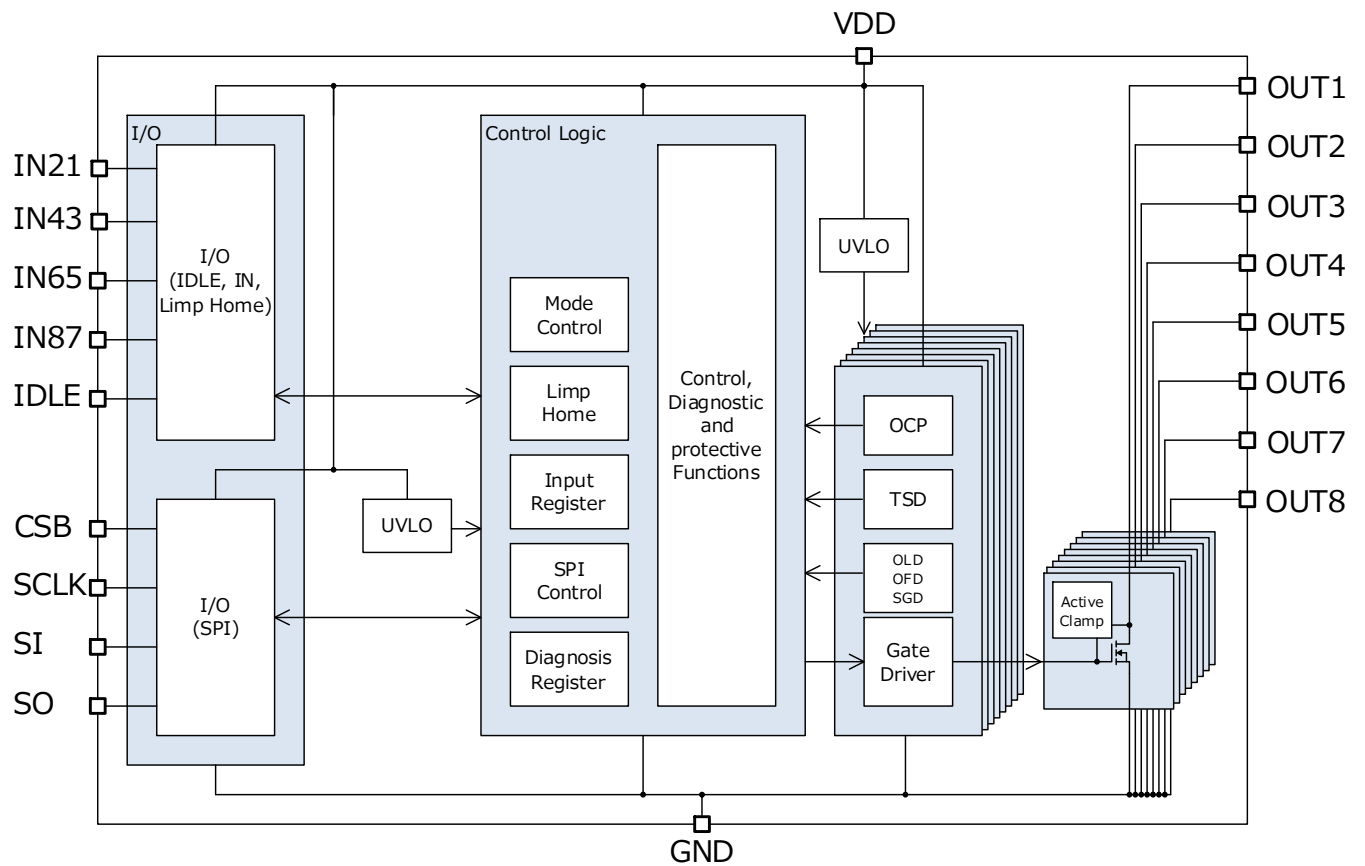 VDD
I/O
Control Logic
IN21
IN43
IN65
IN87
IDLE
CSB
SCLK
SI
SO
I/O
(IDLE, IN,
Limp Home)
I/O
(SPI)
UVLO
Mode
Control
Limp
Home
Input
Register
SPI
Control
Diagnosis
Register
Control,
Diagnostic
and
protective
Functions
UVLO
OCP
TSD
OLD
OFD
SGD
Gate
Driver
Active
Clamp
OUT1
OUT2
OUT3
OUT4
OUT5
OUT6
OUT7
OUT8
GND